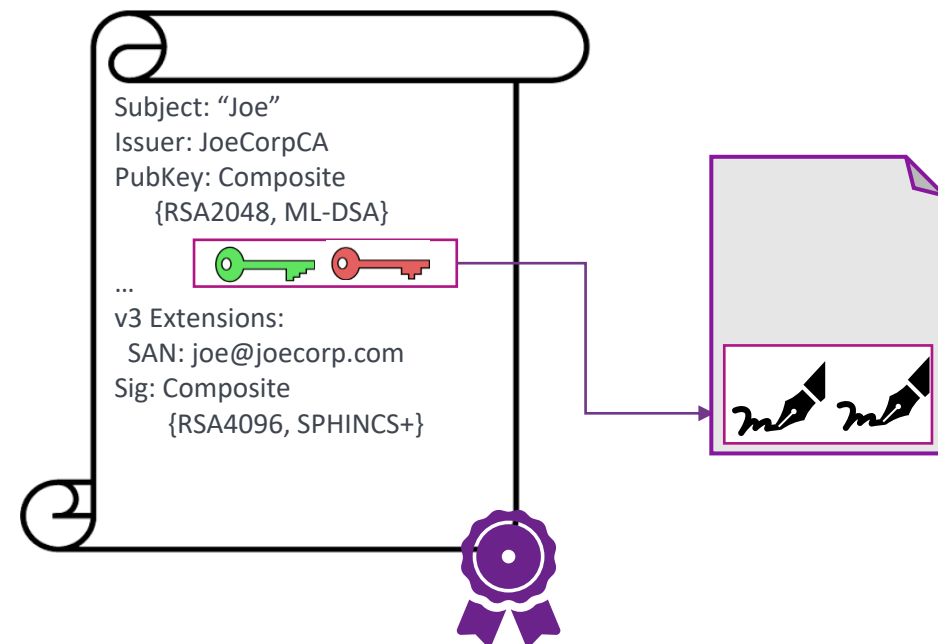 Subject: “Joe”
Issuer: JoeCorpCA
PubKey: Composite
{RSA2048, ML-DSA}
…
v3 Extensions:
SAN: joe@joecorp.com
Sig: Composite
{RSA4096, SPHINCS+}